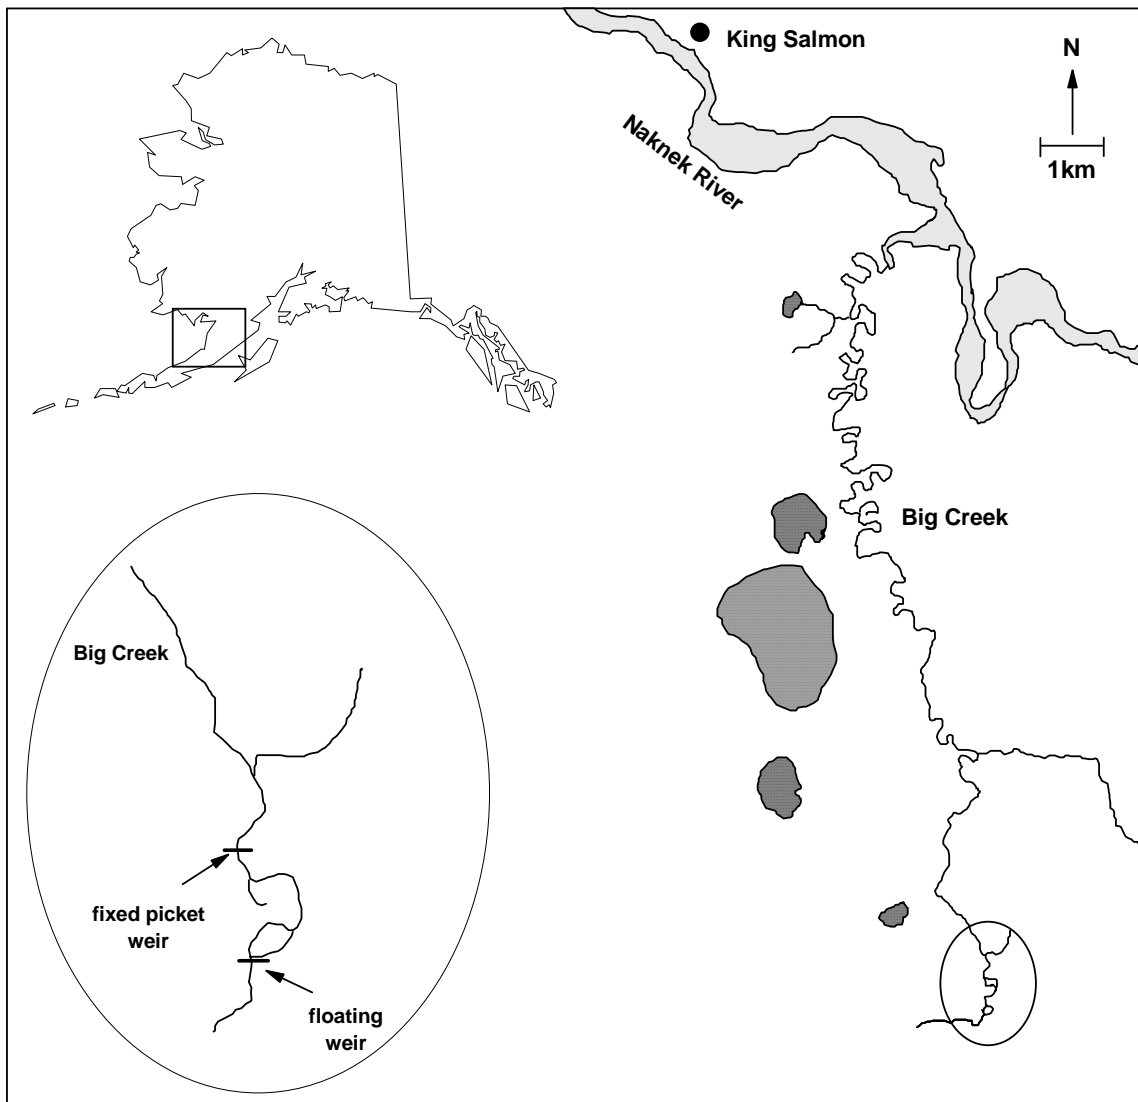 King Salmon
N
1km
Naknek River
Big Creek
Big Creek
fixed picket
weir
floating
weir